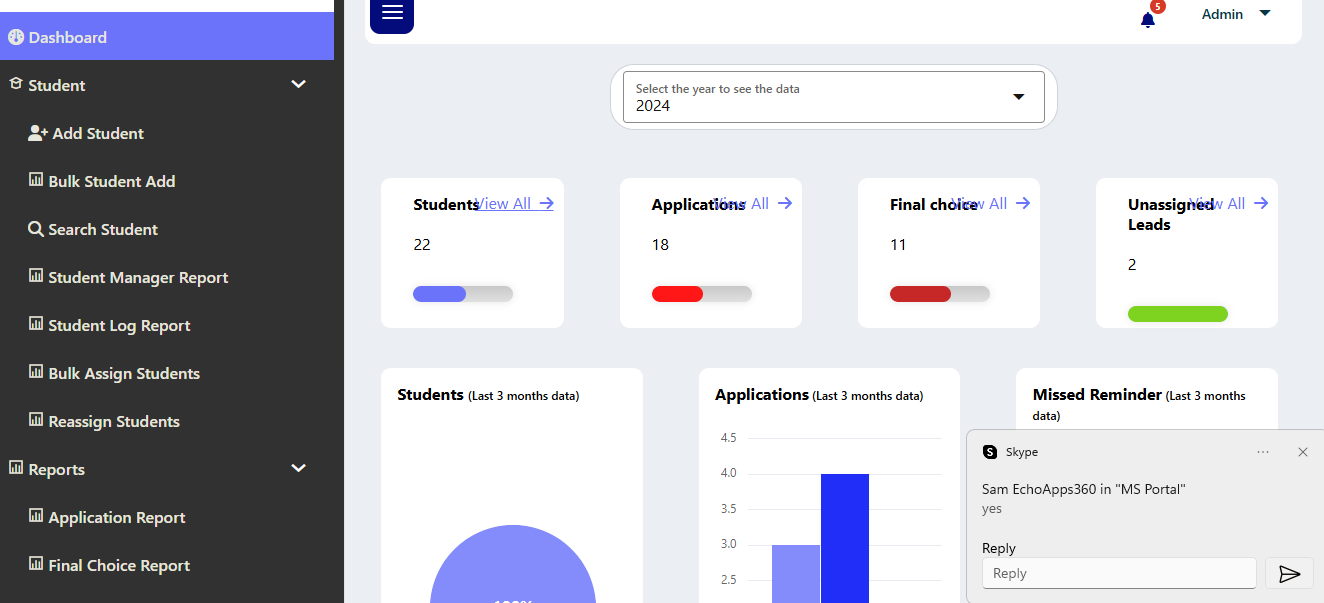 Dashboard
Student
Add Student
Bulk Student Add
Search Student
Student Manager Report
Student Log Report
Bulk Assign Students
Reassign Students
Reports
Application Report
Final Choice Report
5
Admin
Select the year to see the data
2024
Students
View All
22
Applications
View All
18
Final choice
View All
11
Unassigned
Leads
View All
2
Students (Last 3 months data)
100%
Applications (Last 3 months data)
4.5
4.0
3.5
3.0
2.5
Missed Reminder (Last 3 months
data)
S Skype
Sam EchoApps360 in "MS Portal"
yes
Reply
Reply